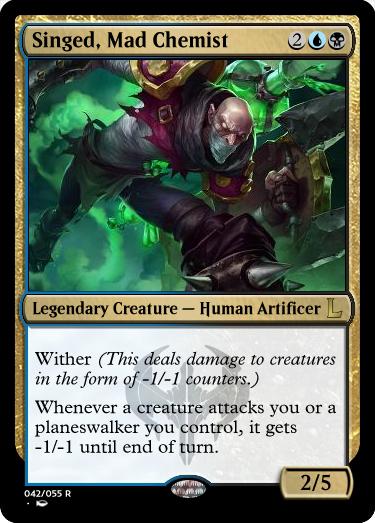 Singed, Mad Chemist 2
Legendary Creature — Human Artificer L
Wither (This deals damage to creatures
in the form of -1/-1 counters.)
Whenever a creature attacks you or a
planeswalker you control, it gets
-1/-1 until end of turn.
2/5
042/055 R